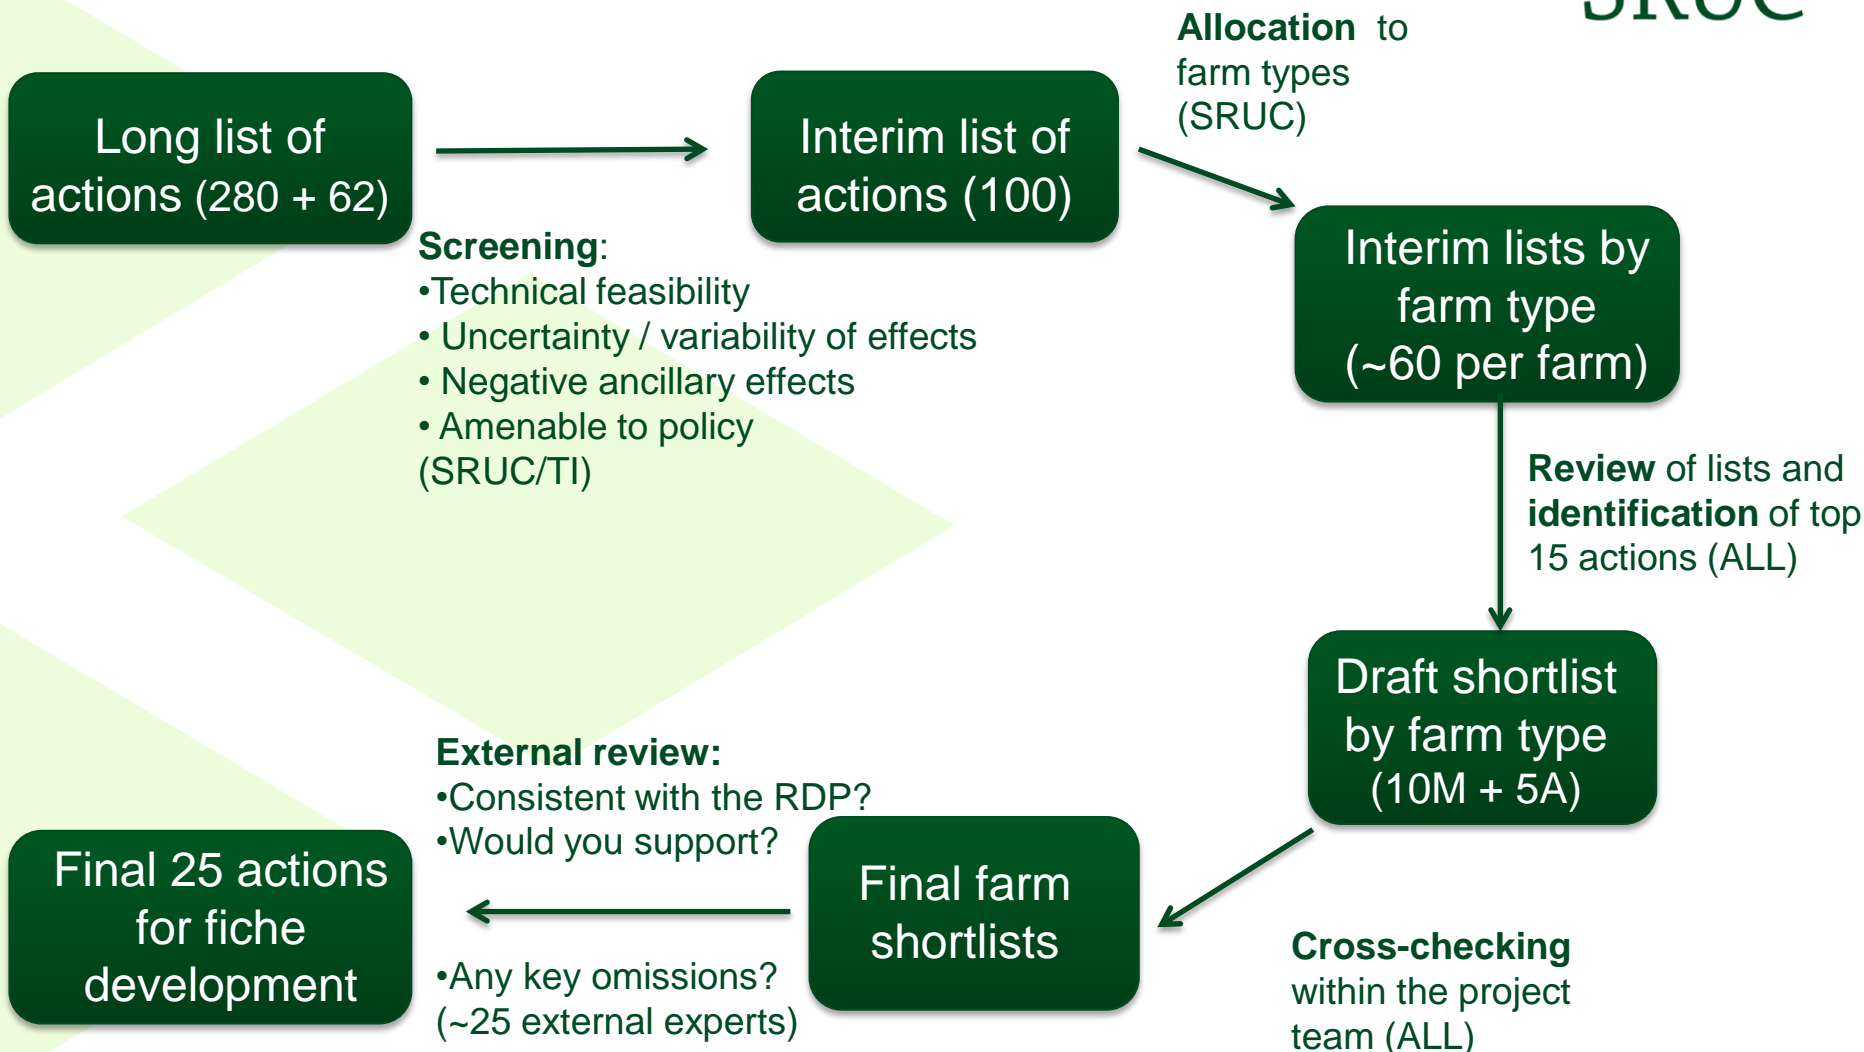 SRUC
Allocation to
farm types
(SRUC)
Long list of
actions (280 + 62)
Interim list of
actions (100)
Screening:
•Technical feasibility
• Uncertainty / variability of effects
• Negative ancillary effects
• Amenable to policy
(SRUC/TI)
Interim lists by
farm type
(~60 per farm)
Review of lists and
identification of top
15 actions (ALL)
Draft shortlist
by farm type
(10M + 5A)
Cross-checking
within the project
team (ALL)
Final farm
shortlists
External review:
•Consistent with the RDP?
•Would you support?
•Any key omissions?
(~25 external experts)
Final 25 actions
for fiche
development